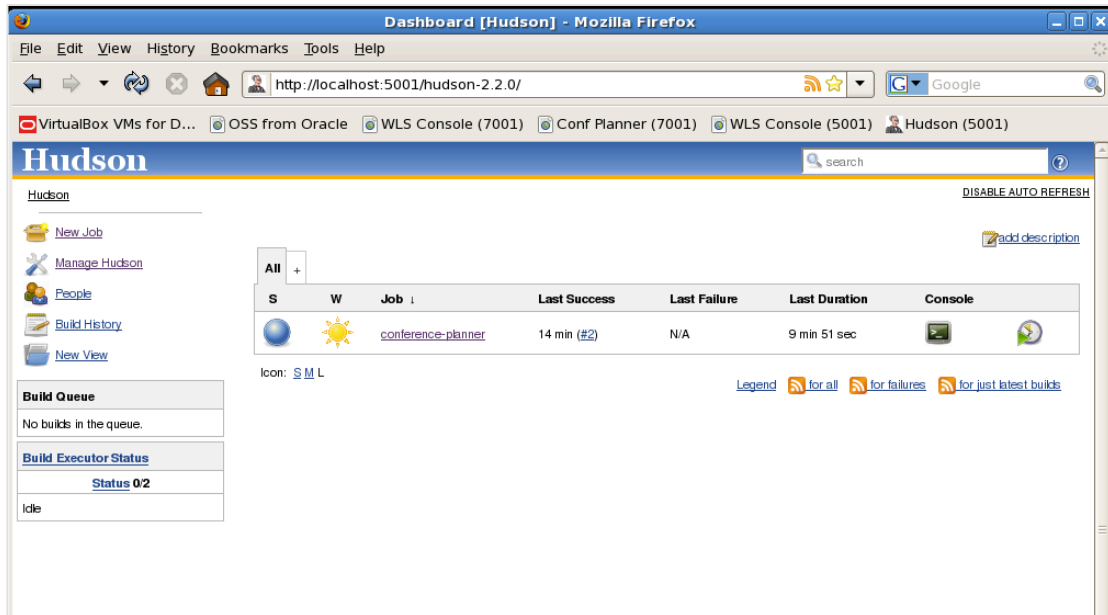 Dashboard [Hudson] - Mozilla Firefox
File Edit View History Bookmarks Tools Help
http://localhost:5001/hudson-2.2.0/
G Google
VirtualBox VMs for D... OSS from Oracle WLS Console (7001) Conf Planner (7001) WLS Console (5001) Hudson (5001)
Hudson
search
?
Hudson
DISABLE AUTO REFRESH
New Job
add description
Manage Hudson
People
Build History
New View
All +
S W Job ↓ Last Success Last Failure Last Duration Console
conference-planner 14 min (#2) N/A 9 min 51 sec
Icon: S M L
Legend for all for failures for just latest builds
Build Queue
No builds in the queue.
Build Executor Status
Status 0/2
Idle